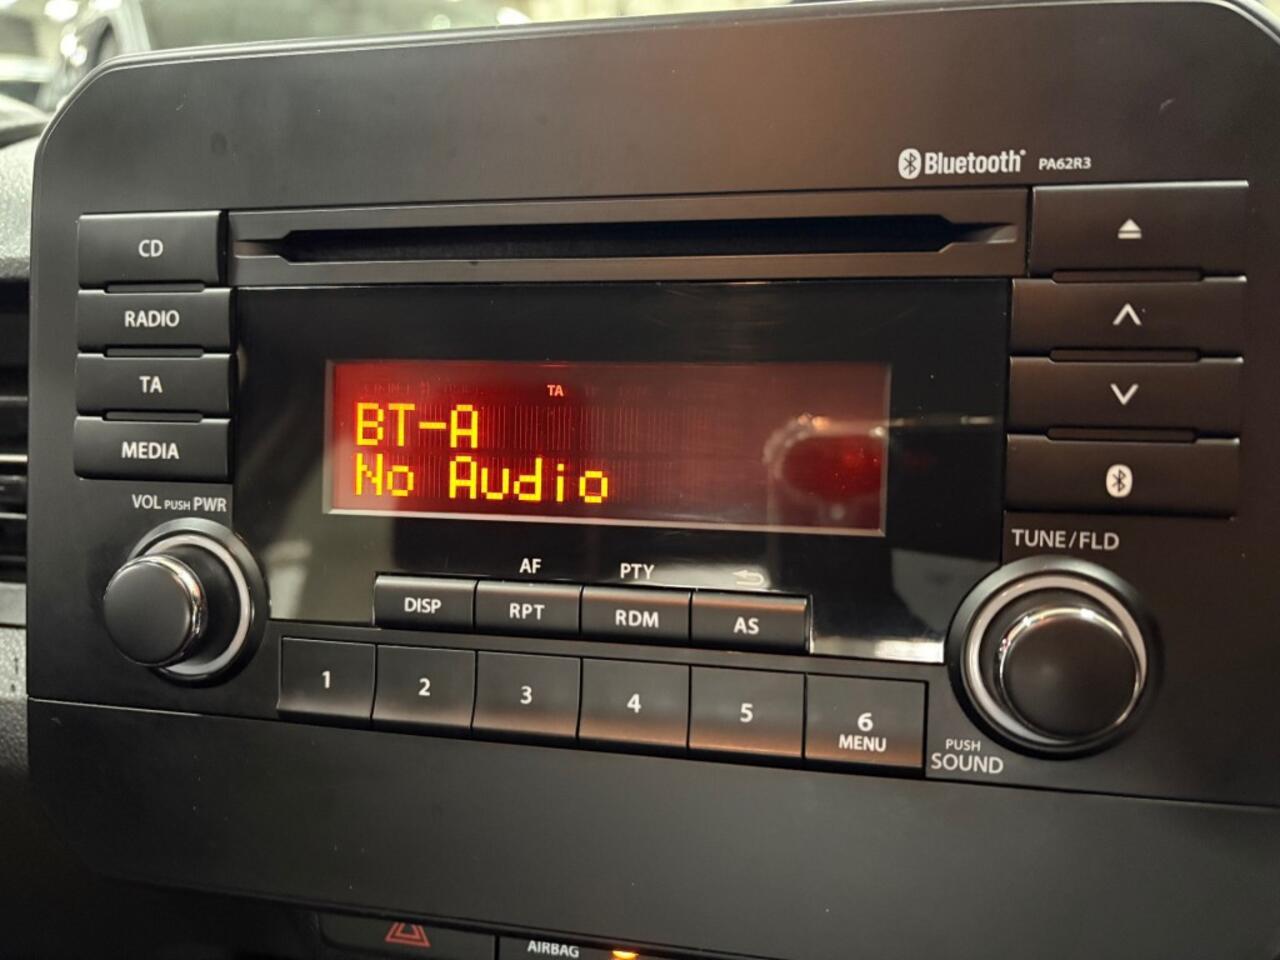 Bluetooth® PA62R3
CD
RADIO
TA
MEDIA
VOL PUSH PWR
TA
BT-A
No Audio
TUNE/FLD
AF PTY
DISP RPT RDM AS
1 2 3 4 5 6
MENU
PUSH
SOUND
AIRBAG